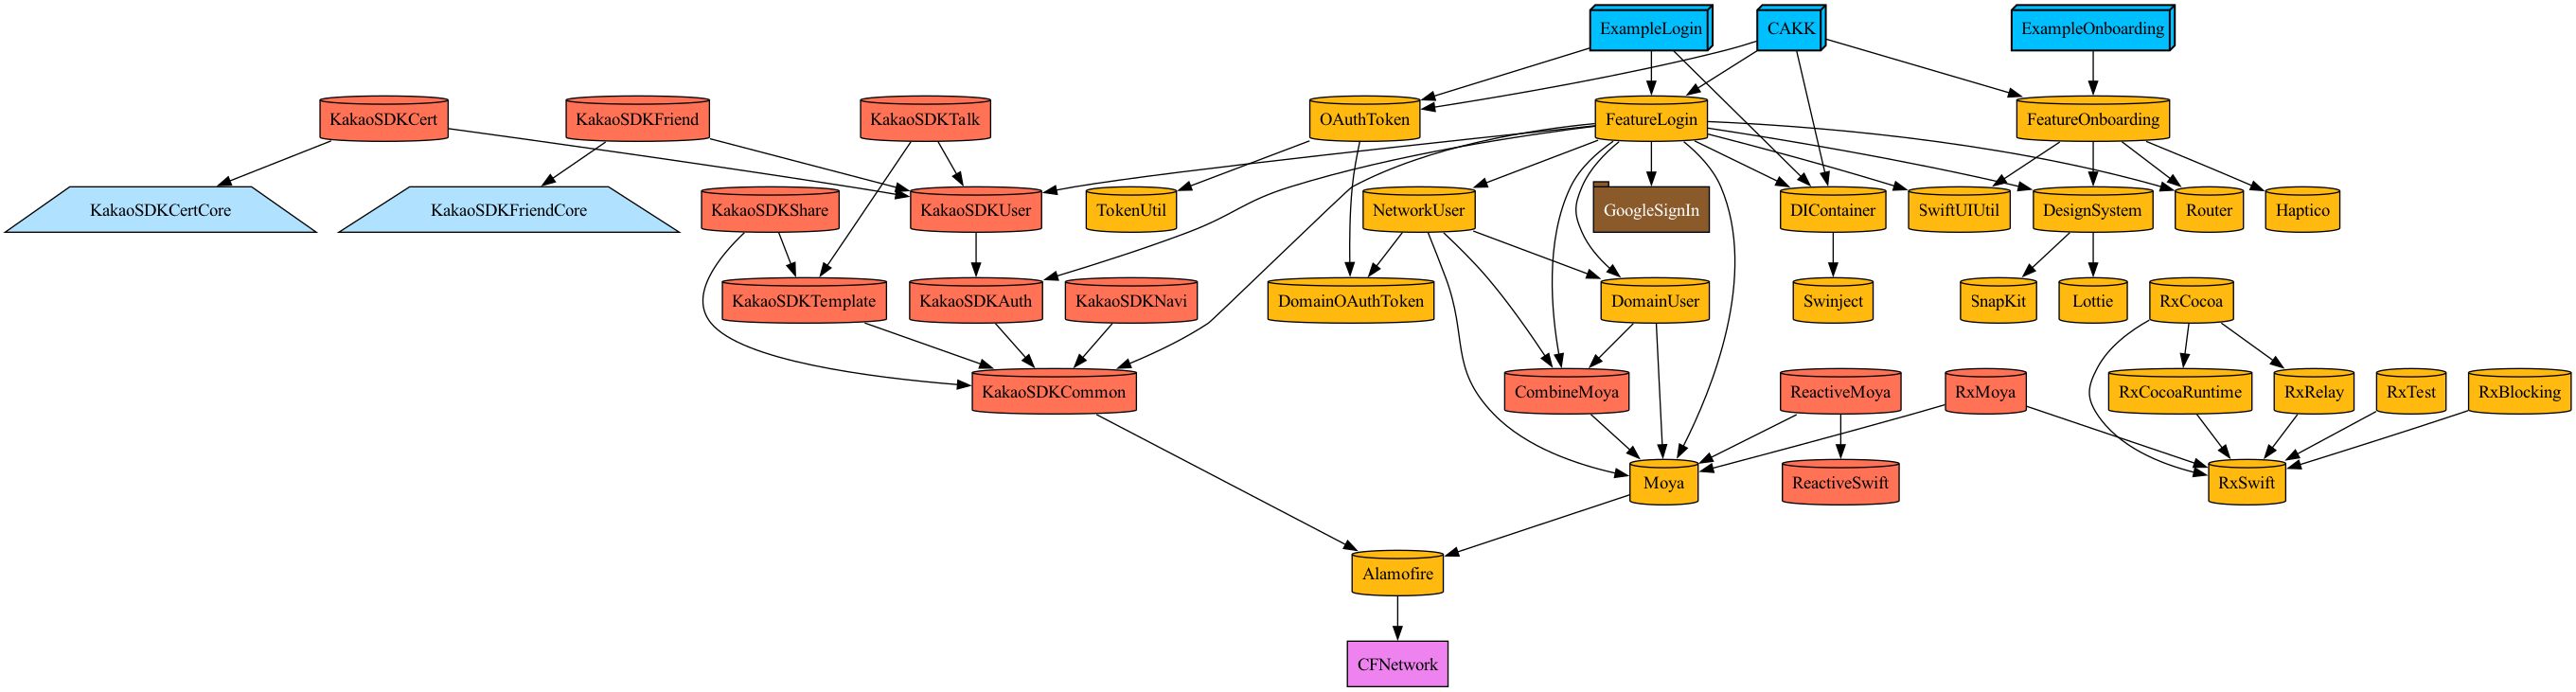 ExampleLogin
CAKK
ExampleOnboarding
KakaoSDKCert
KakaoSDKFriend
KakaoSDKTalk
OAuthToken
FeatureLogin
FeatureOnboarding
KakaoSDKCertCore
KakaoSDKFriendCore
KakaoSDKShare
KakaoSDKUser
TokenUtil
NetworkUser
GoogleSignIn
DIContainer
SwiftUIUtil
DesignSystem
Router
Haptico
KakaoSDKTemplate
KakaoSDKAuth
KakaoSDKNavi
DomainOAuthToken
DomainUser
Swinject
SnapKit
Lottie
RxCocoa
KakaoSDKCommon
CombineMoya
ReactiveMoya
RxMoya
RxCocoaRuntime
RxRelay
RxTest
RxBlocking
Moya
ReactiveSwift
RxSwift
Alamofire
CFNetwork